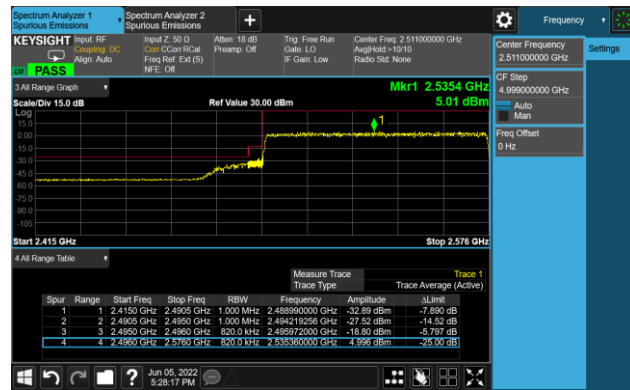 Spectrum Analyzer 1
Spurious Emissions
Spectrum Analyzer 2
Spurious Emissions
Frequency
KEYSIGHT
Input: RF
Coupling: DC
Align: Auto
Input Z: 50 Ω
Corr CCorr RCal
Freq Ref: Ext (S)
NFE: Off
Atten: 18 dB
Preamp: Off
Trig: Free Run
Gate: LO
IF Gain: Low
Center Freq: 2.511000000 GHz
Avg|Hold:>10/10
Radio Std: None
PASS
Center Frequency
2.511000000 GHz
Settings
CF Step
4.999000000 GHz
Auto
Man
Freq Offset
0 Hz
3 All Range Graph
Mkr1 2.5354 GHz
5.01 dBm
Scale/Div 15.0 dB
Ref Value 30.00 dBm
Log
15.0
0.00
-15.0
-30.0
-45.0
-60.0
-75.0
-90.0
-105
1
Start 2.415 GHz
Stop 2.576 GHz
4 All Range Table
Measure Trace Trace 1
Trace Type Trace Average (Active)
Spur Range Start Freq Stop Freq RBW Frequency Amplitude ΔLimit
1 1 2.4150 GHz 2.4905 GHz 1.000 MHz 2.488990000 GHz -32.89 dBm -7.890 dB
2 2 2.4905 GHz 2.4950 GHz 1.000 MHz 2.494219256 GHz -27.52 dBm -14.52 dB
3 3 2.4950 GHz 2.4960 GHz 820.0 kHz 2.495972000 GHz -18.80 dBm -5.797 dB
4 4 2.4960 GHz 2.5760 GHz 820.0 kHz 2.535360000 GHz 4.996 dBm -25.00 dB
Jun 05, 2022
5:28:17 PM